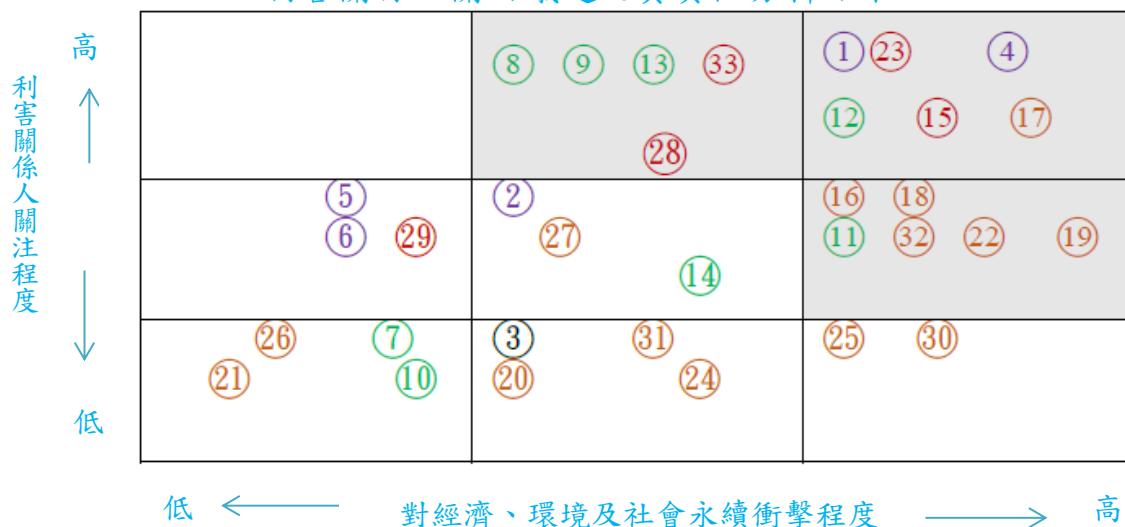 高
⑧ ⑨ ⑬ ㉝
① ㉓ ④
⑫ ⑮ ⑰
㉘
利害關係人關注程度
⑤
⑥ ㉙
②
㉗
⑭
⑯ ⑱
⑪ ㉜ ㉒ ⑲
㉖ ⑦
㉑ ⑩
③ ㉛
⑳ ㉔
㉕ ㉚
低
低
對經濟、環境及社會永續衝擊程度
高